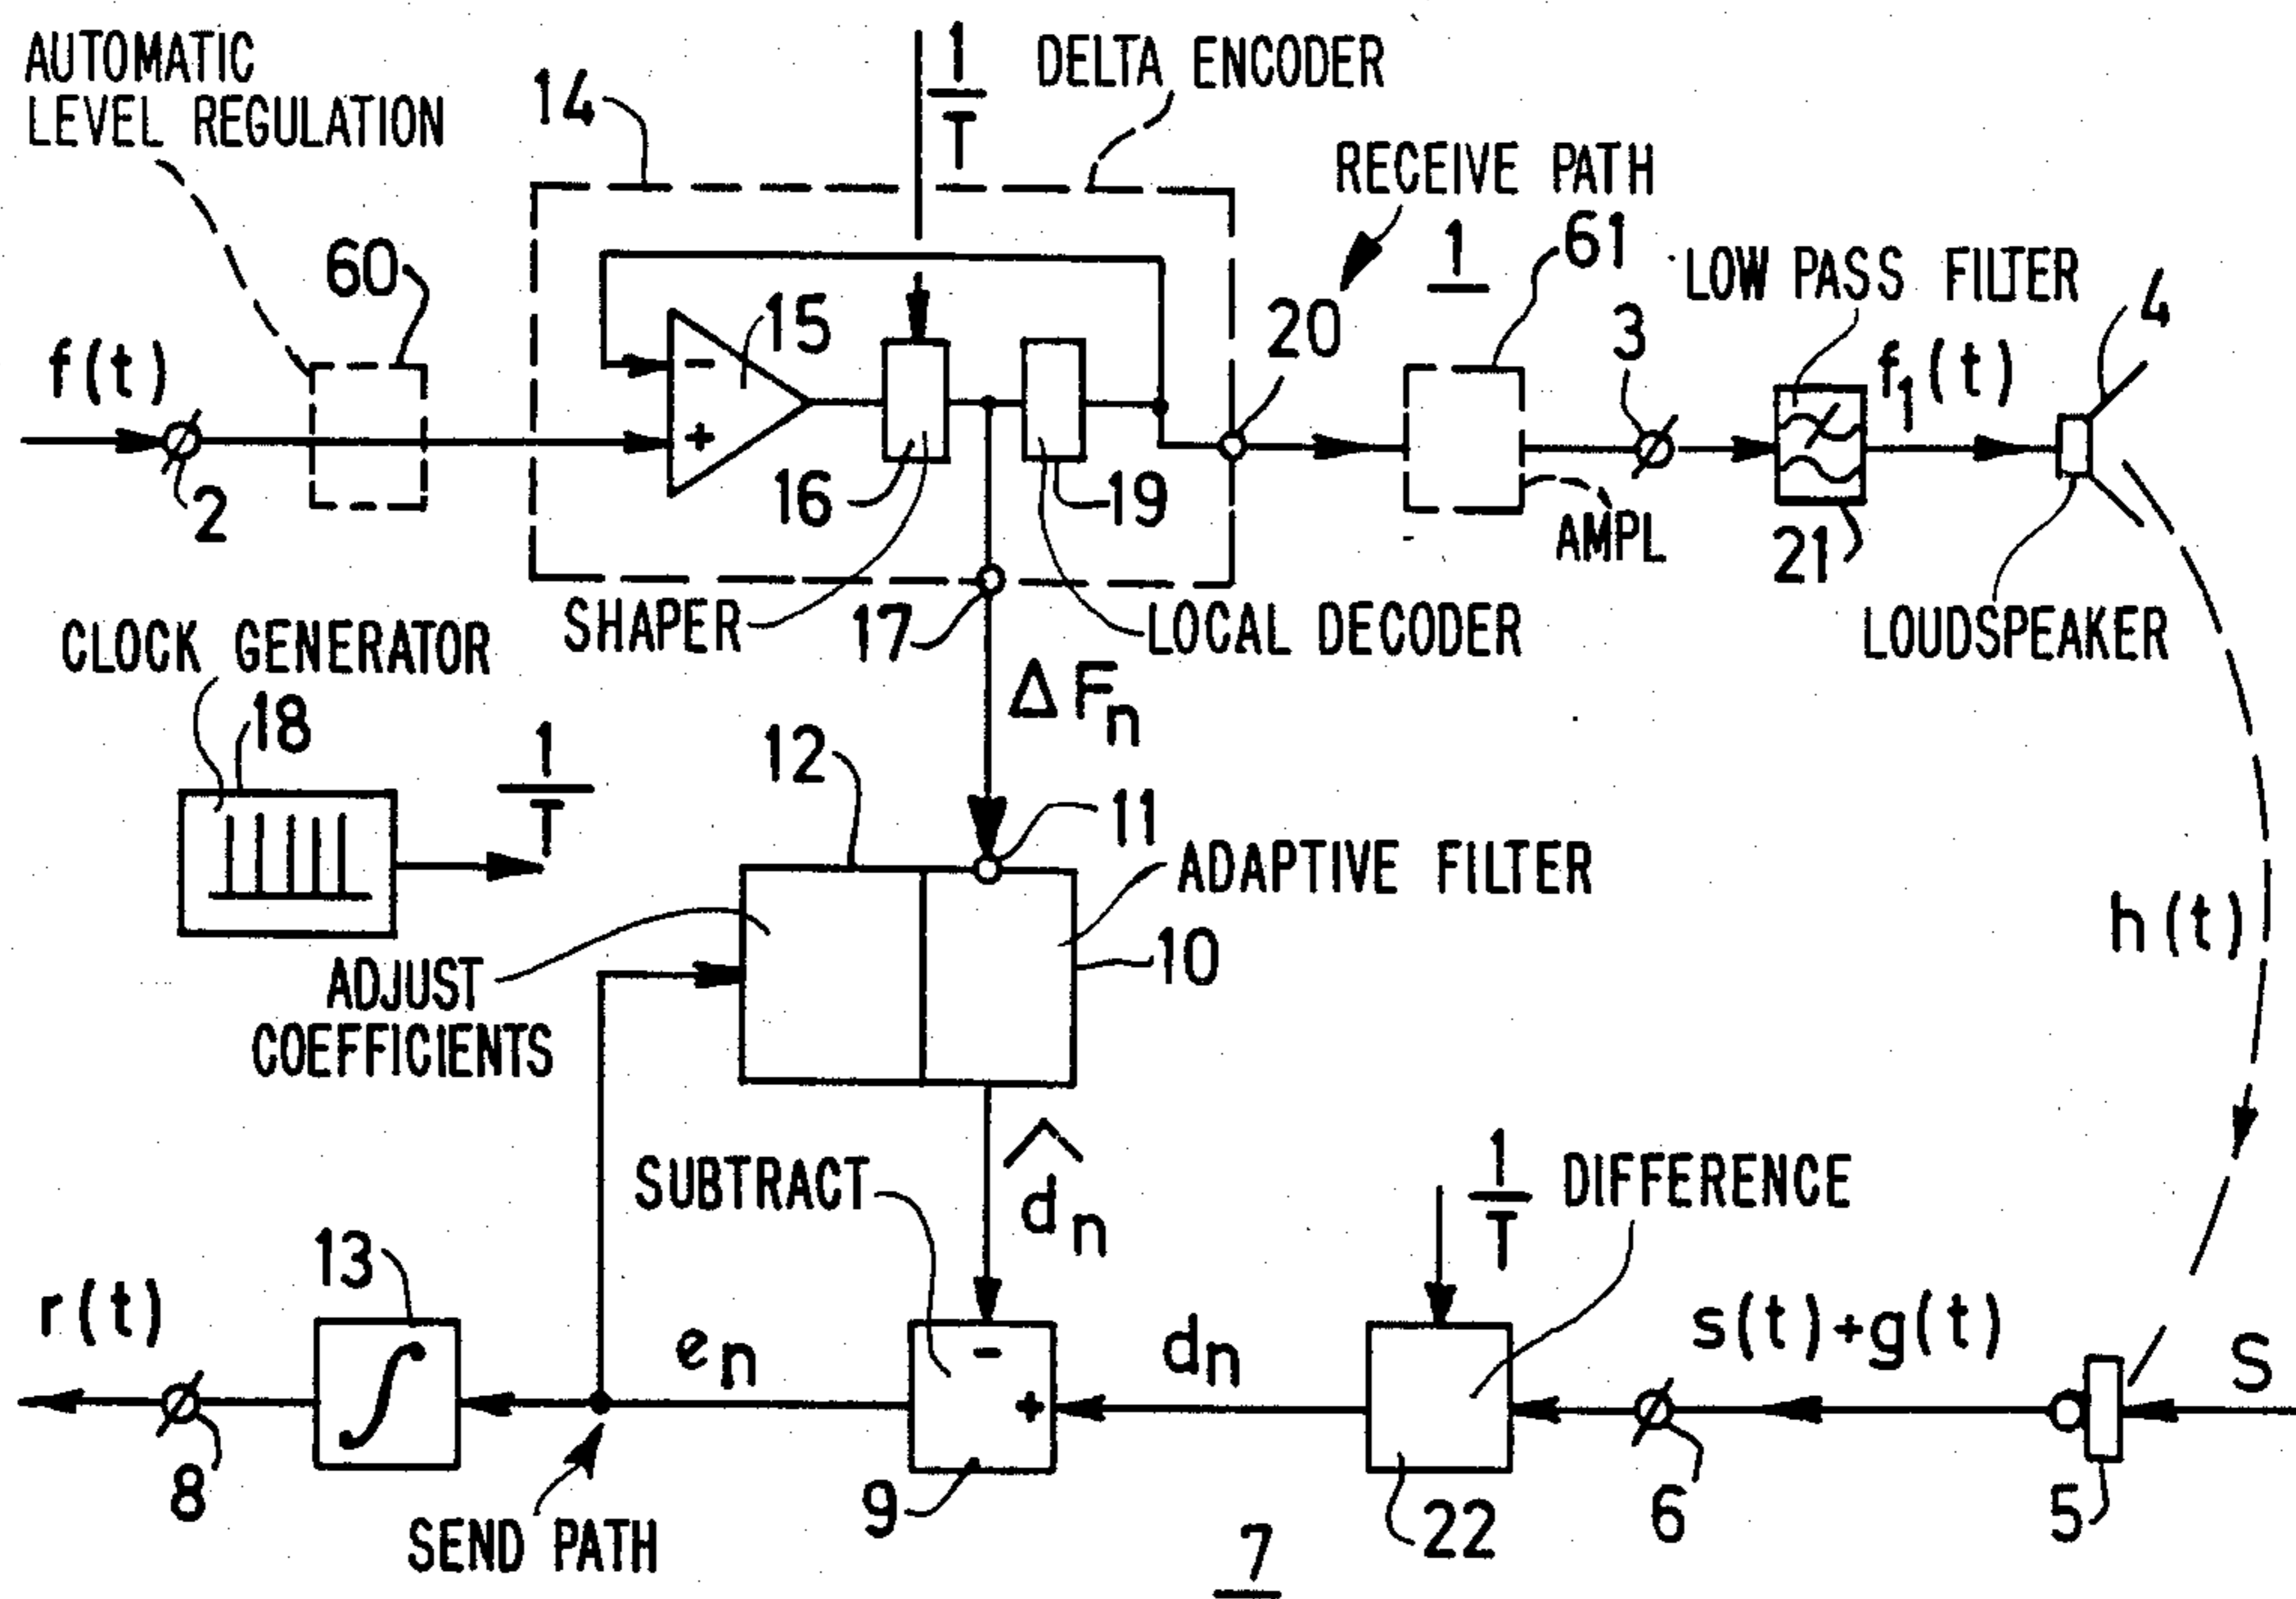 AUTOMATIC
LEVEL REGULATION
14
1
T
DELTA ENCODER
RECEIVE PATH
1
61
60
15
20
3
LOW PASS FILTER
4
f(t)
f1(t)
-
+
2
16
19
AMPL
21
SHAPER
17
LOCAL DECODER
LOUDSPEAKER
CLOCK GENERATOR
18
1
T
ΔFn
12
11
ADAPTIVE FILTER
10
h(t)
ADJUST
COEFFICIENTS
SUBTRACT
d̂n
1
T
DIFFERENCE
r(t)
13
en
-
+
dn
s(t)+g(t)
S
8
SEND PATH
9
22
6
5
7